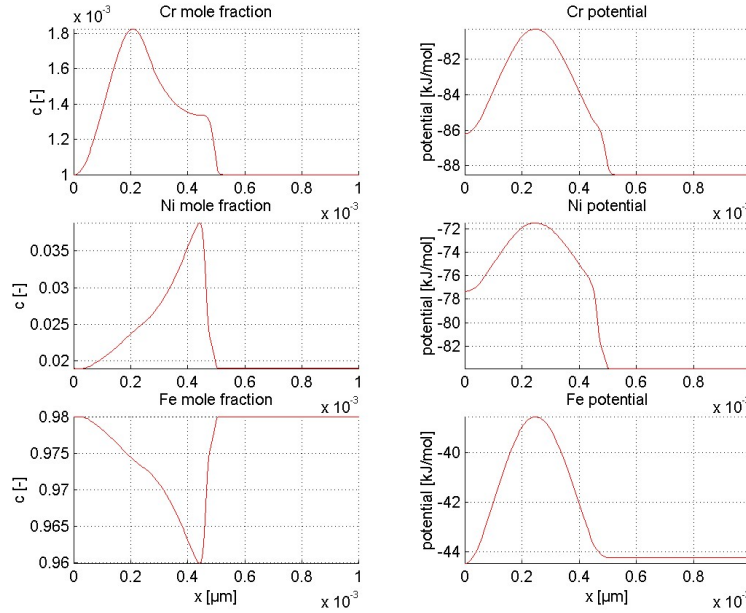 x 10⁻³
Cr mole fraction
1.8
1.6
1.4
1.2
1
c [-]
0 0.2 0.4 0.6 0.8 1
x 10⁻³
Cr potential
-82
-84
-86
-88
potential [kJ/mol]
0 0.2 0.4 0.6 0.8
x 10⁻³
Ni mole fraction
0.035
0.03
0.025
0.02
c [-]
0 0.2 0.4 0.6 0.8 1
x 10⁻³
Ni potential
-72
-74
-76
-78
-80
-82
potential [kJ/mol]
0 0.2 0.4 0.6 0.8
x 10⁻³
Fe mole fraction
0.98
0.975
0.97
0.965
0.96
c [-]
0 0.2 0.4 0.6 0.8 1
x [µm]
x 10⁻³
Fe potential
-40
-42
-44
potential [kJ/mol]
0 0.2 0.4 0.6 0.8
x [µm]
x 10⁻³